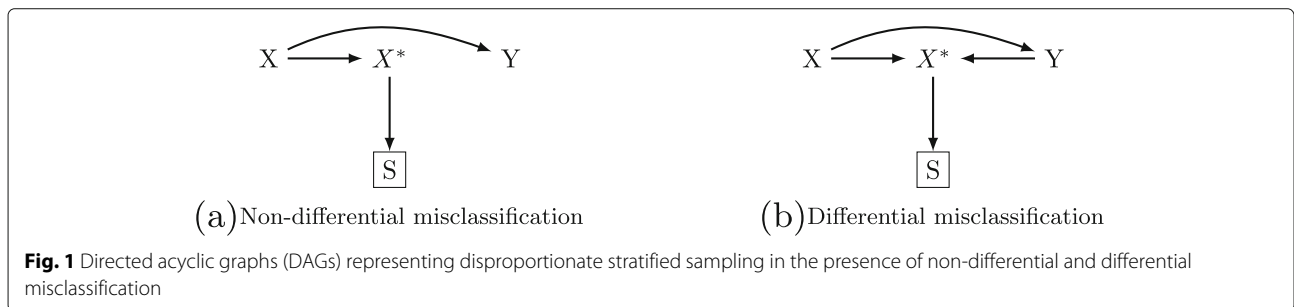 X X* Y X X* Y
S S
(a) Non-differential misclassification (b) Differential misclassification
Fig. 1 Directed acyclic graphs (DAGs) representing disproportionate stratified sampling in the presence of non-differential and differential
misclassification